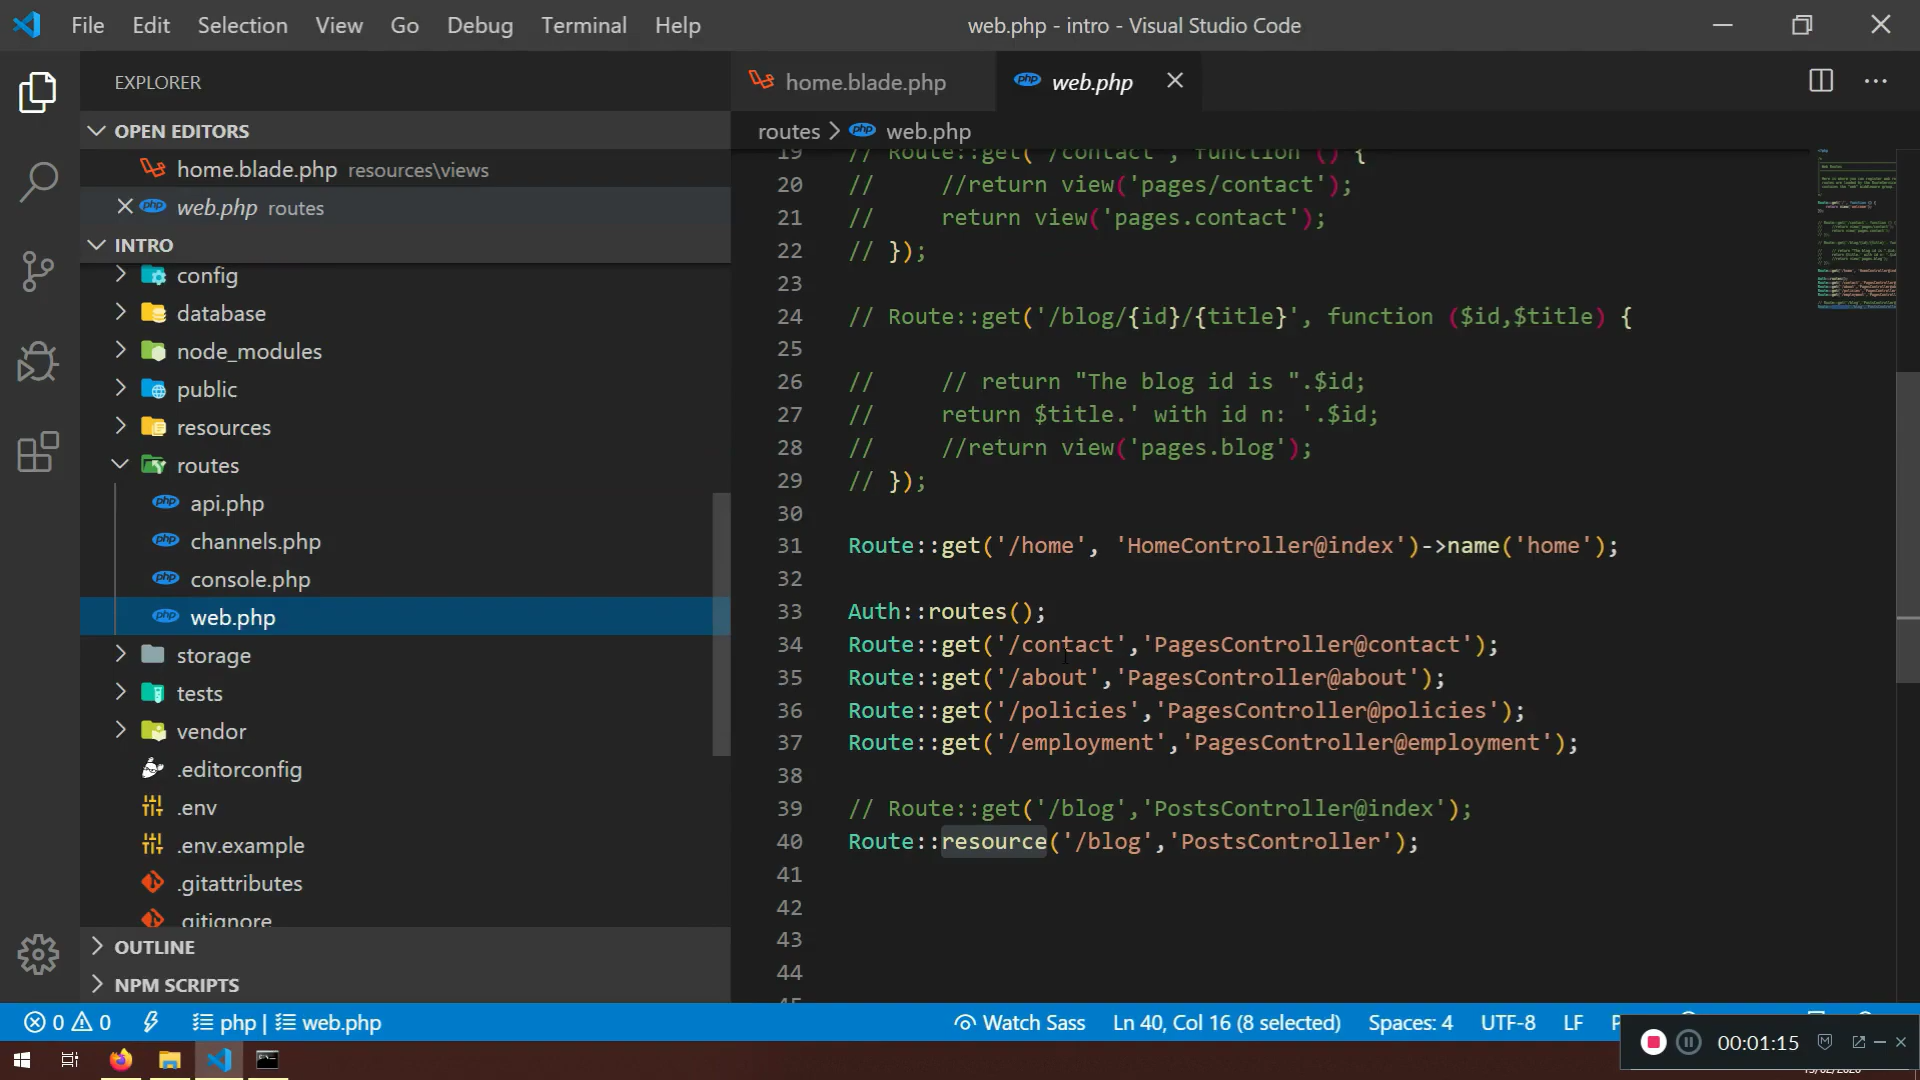 File Edit Selection View Go Debug Terminal Help
web.php - intro - Visual Studio Code
EXPLORER
OPEN EDITORS
home.blade.php resources\views
web.php routes
INTRO
config
database
node_modules
public
resources
routes
api.php
channels.php
console.php
web.php
storage
tests
vendor
.editorconfig
.env
.env.example
.gitattributes
.gitignore
OUTLINE
NPM SCRIPTS
home.blade.php
web.php
routes > web.php
19 // Route::get('/contact', function () {
20 //     //return view('pages/contact');
21 //     return view('pages.contact');
22 // });
23
24 // Route::get('/blog/{id}/{title}', function ($id,$title) {
25
26 //     // return "The blog id is ".$id;
27 //     return $title.' with id n: '.$id;
28 //     //return view('pages.blog');
29 // });
30
31 Route::get('/home', 'HomeController@index')->name('home');
32
33 Auth::routes();
34 Route::get('/contact','PagesController@contact');
35 Route::get('/about','PagesController@about');
36 Route::get('/policies','PagesController@policies');
37 Route::get('/employment','PagesController@employment');
38
39 // Route::get('/blog','PostsController@index');
40 Route::resource('/blog','PostsController');
41
42
43
44
45
0 0 php | web.php
Watch Sass Ln 40, Col 16 (8 selected) Spaces: 4 UTF-8 LF
00:01:15